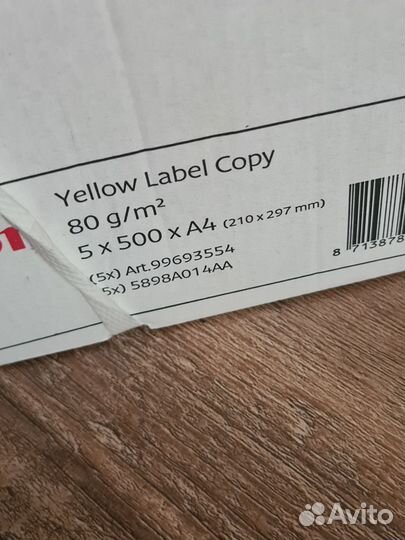 Yellow Label Copy
80 g/m²
5 x 500 x A4 (210 x 297 mm)
(5x) Art.99693554
5x) 5898A014AA
8 713878
Avito